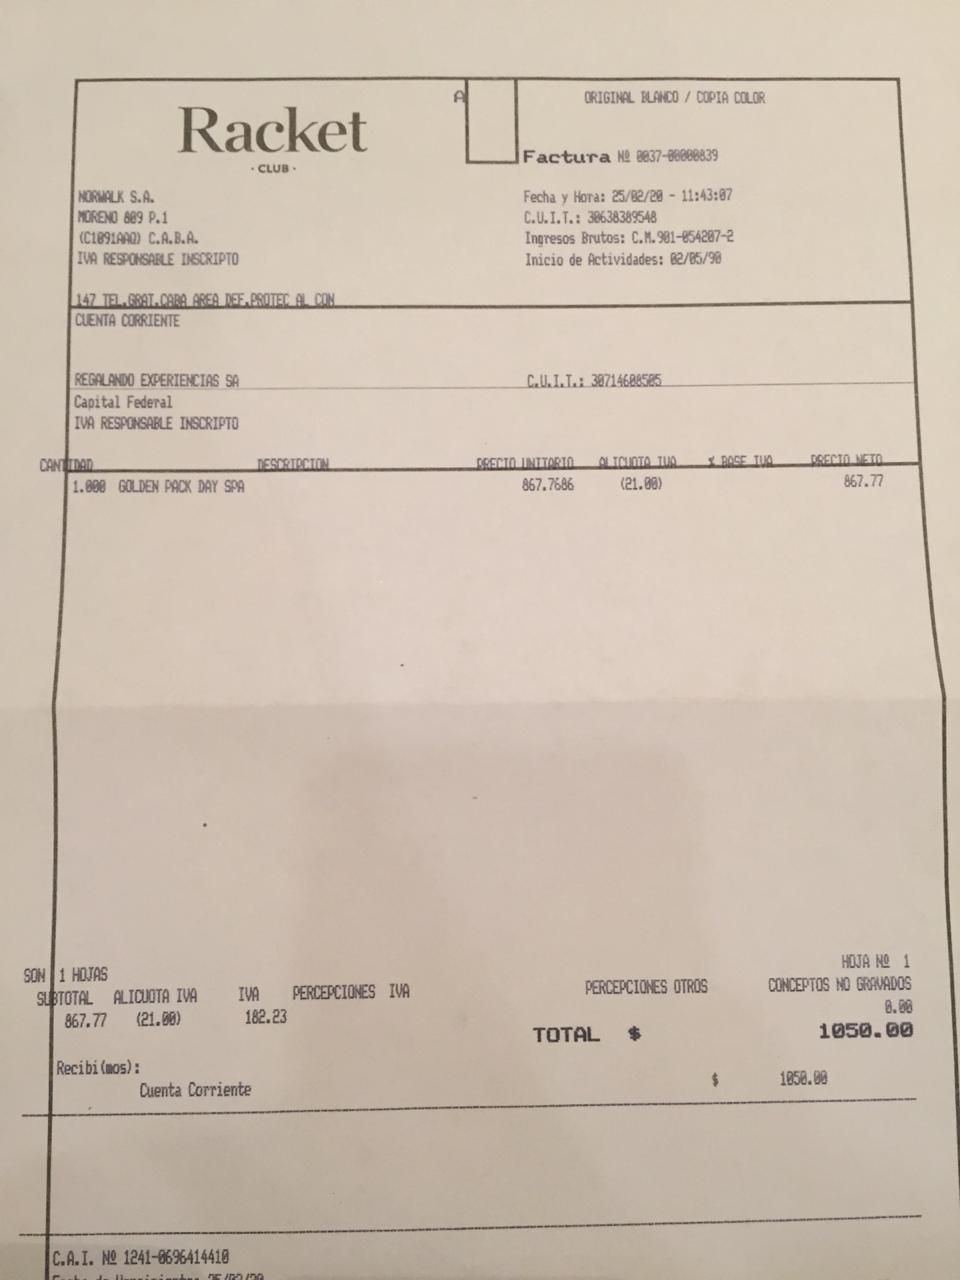 A
ORIGINAL BLANCO / COPIA COLOR
Racket
· CLUB ·
Factura Nº 0037-00000839
NORWALK S.A.
MORENO 809 P.1
(C1091AAQ) C.A.B.A.
IVA RESPONSABLE INSCRIPTO
Fecha y Hora: 25/02/20 - 11:43:07
C.U.I.T.: 30638389548
Ingresos Brutos: C.M.901-054207-2
Inicio de Actividades: 02/05/90
147 TEL.GRAT.CABA AREA DEF.PROTEC AL CON
CUENTA CORRIENTE
REGALANDO EXPERIENCIAS SA C.U.I.T.: 30714608505
Capital Federal
IVA RESPONSABLE INSCRIPTO
CANTIDAD DESCRIPCION PRECIO UNITARIO ALICUOTA IVA % BASE IVA PRECIO NETO
1.000 GOLDEN PACK DAY SPA 867.7686 (21.00) 867.77
HOJA Nº 1
SON 1 HOJAS
SUBTOTAL ALICUOTA IVA IVA PERCEPCIONES IVA PERCEPCIONES OTROS CONCEPTOS NO GRAVADOS
867.77 (21.00) 182.23 0.00
TOTAL $ 1050.00
Recibi(mos):
Cuenta Corriente $ 1050.00
C.A.I. Nº 1241-0696414410